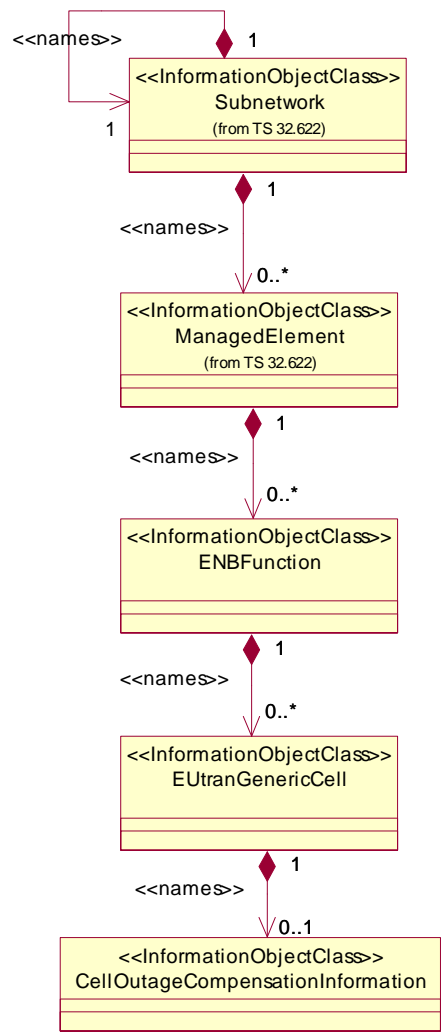 <<names>>
1
1
<<InformationObjectClass>>
Subnetwork
(from TS 32.622)
1
<<names>>
0..*
<<InformationObjectClass>>
ManagedElement
(from TS 32.622)
1
<<names>>
0..*
<<InformationObjectClass>>
ENBFunction
1
<<names>>
0..*
<<InformationObjectClass>>
EUtranGenericCell
1
<<names>>
0..1
<<InformationObjectClass>>
CellOutageCompensationInformation